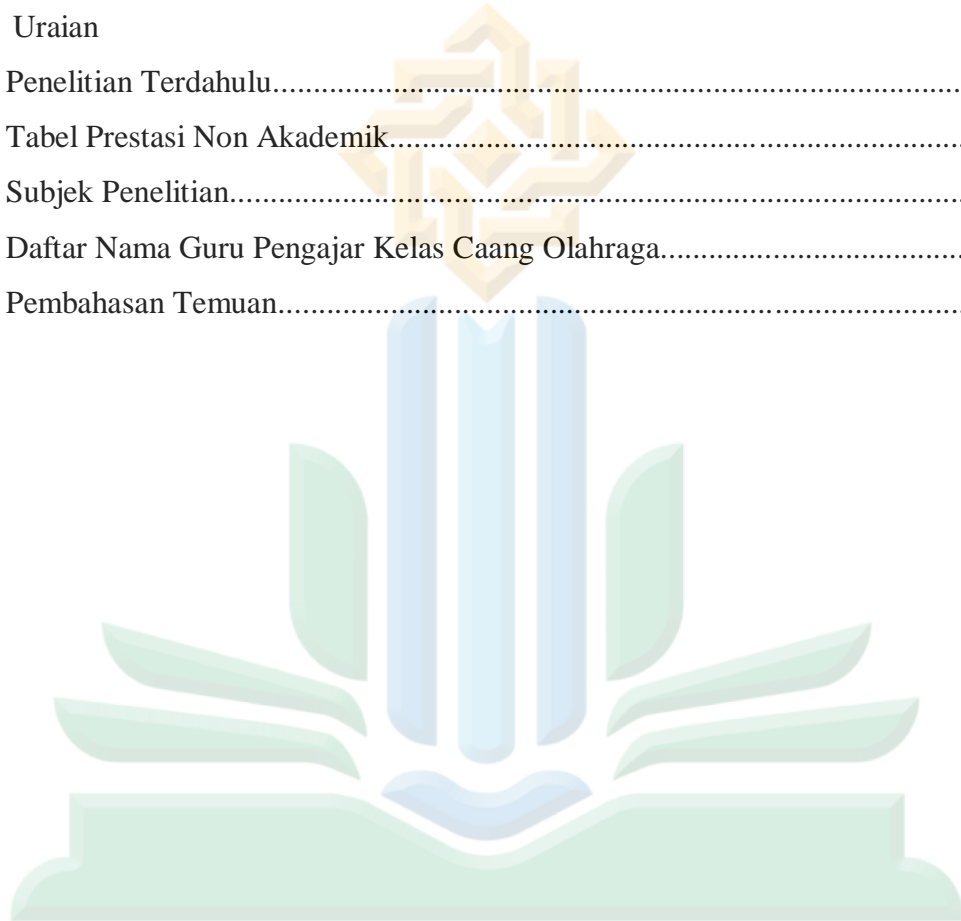 Uraian
Penelitian Terdahulu........................................................................................
Tabel Prestasi Non Akademik.........................................................................
Subjek Penelitian.............................................................................................
Daftar Nama Guru Pengajar Kelas Caang Olahraga.....................................
Pembahasan Temuan.......................................................................................